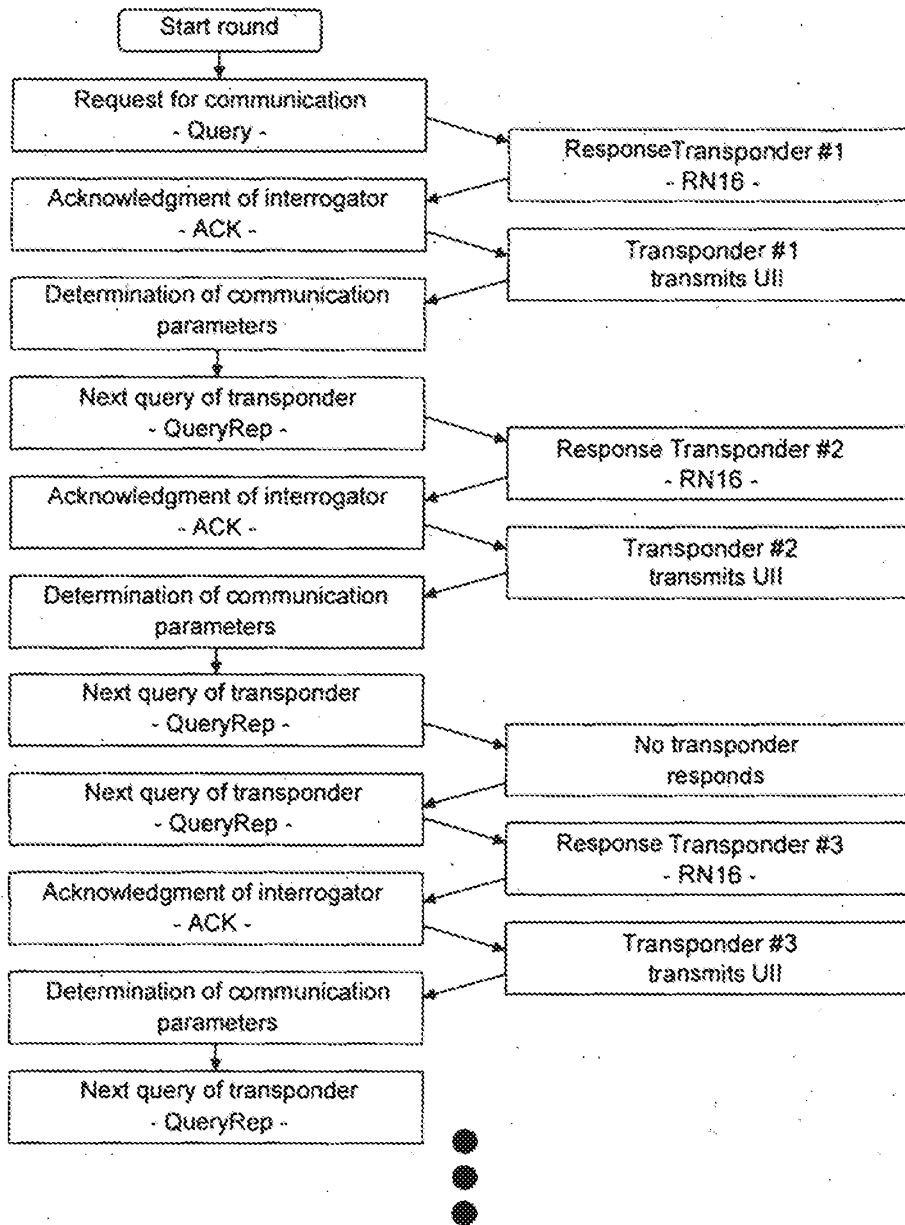 Start round
Request for communication
- Query -
ResponseTransponder #1
- RN16 -
Acknowledgment of interrogator
- ACK -
Transponder #1
transmits UII
Determination of communication
parameters
Next query of transponder
- QueryRep -
Response Transponder #2
- RN16 -
Acknowledgment of interrogator
- ACK -
Transponder #2
transmits UII
Determination of communication
parameters
Next query of transponder
- QueryRep -
No transponder
responds
Next query of transponder
- QueryRep -
Response Transponder #3
- RN16 -
Acknowledgment of interrogator
- ACK -
Transponder #3
transmits UII
Determination of communication
parameters
Next query of transponder
- QueryRep -